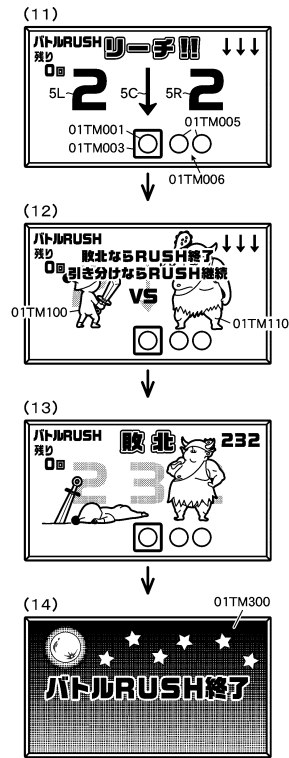 (11)
バトルRUSH
リーチ!!
残り
0回
2
2
5L
5C
5R
01TM001
01TM003
01TM005
01TM006
(12)
バトルRUSH
残り
0回
敗北ならRUSH終了
引き分けならRUSH継続
VS
01TM100
01TM110
(13)
バトルRUSH
敗北
232
残り
0回
2 3
(14)
01TM300
バトルRUSH終了